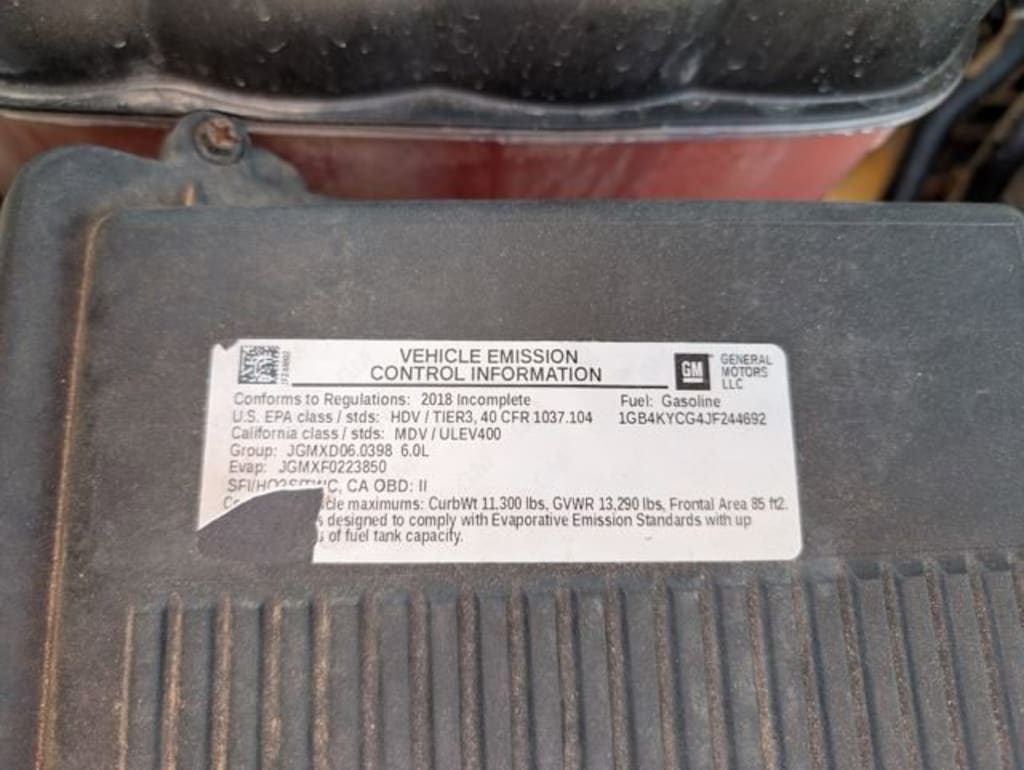 VEHICLE EMISSION
CONTROL INFORMATION
GM
GENERAL
MOTORS
LLC
Conforms to Regulations: 2018 Incomplete
Fuel: Gasoline
U.S. EPA class / stds: HDV / TIER3, 40 CFR 1037.104
1GB4KYCG4JF244692
California class / stds: MDV / ULEV400
Group: JGMXD06.0398 6.0L
Evap: JGMXF0223850
SFI/HO2S/TWC, CA OBD: II
maximums: CurbWt 11,300 lbs, GVWR 13,290 lbs, Frontal Area 85 ft2.
designed to comply with Evaporative Emission Standards with up
of fuel tank capacity.